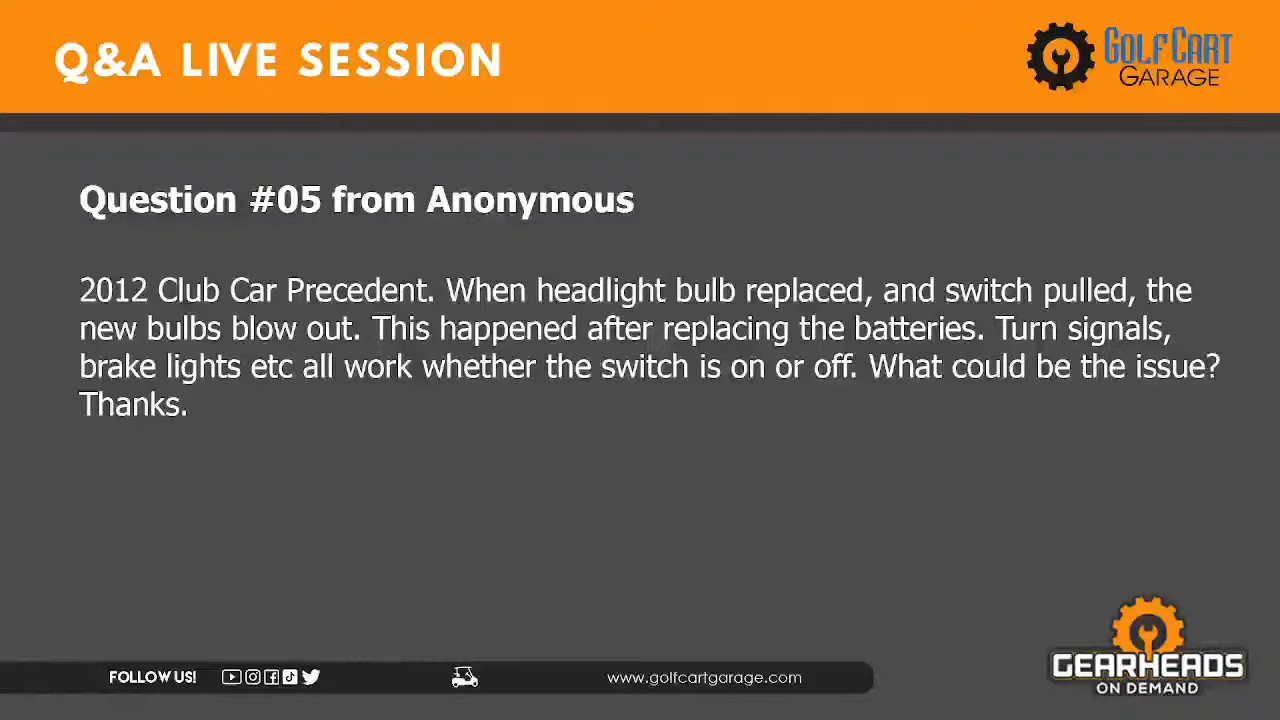 Q&A LIVE SESSION
GOLF CART
GARAGE
Question #05 from Anonymous
2012 Club Car Precedent. When headlight bulb replaced, and switch pulled, the
new bulbs blow out. This happened after replacing the batteries. Turn signals,
brake lights etc all work whether the switch is on or off. What could be the issue?
Thanks.
GEARHEADS
ON DEMAND
FOLLOW US!
www.golfcartgarage.com